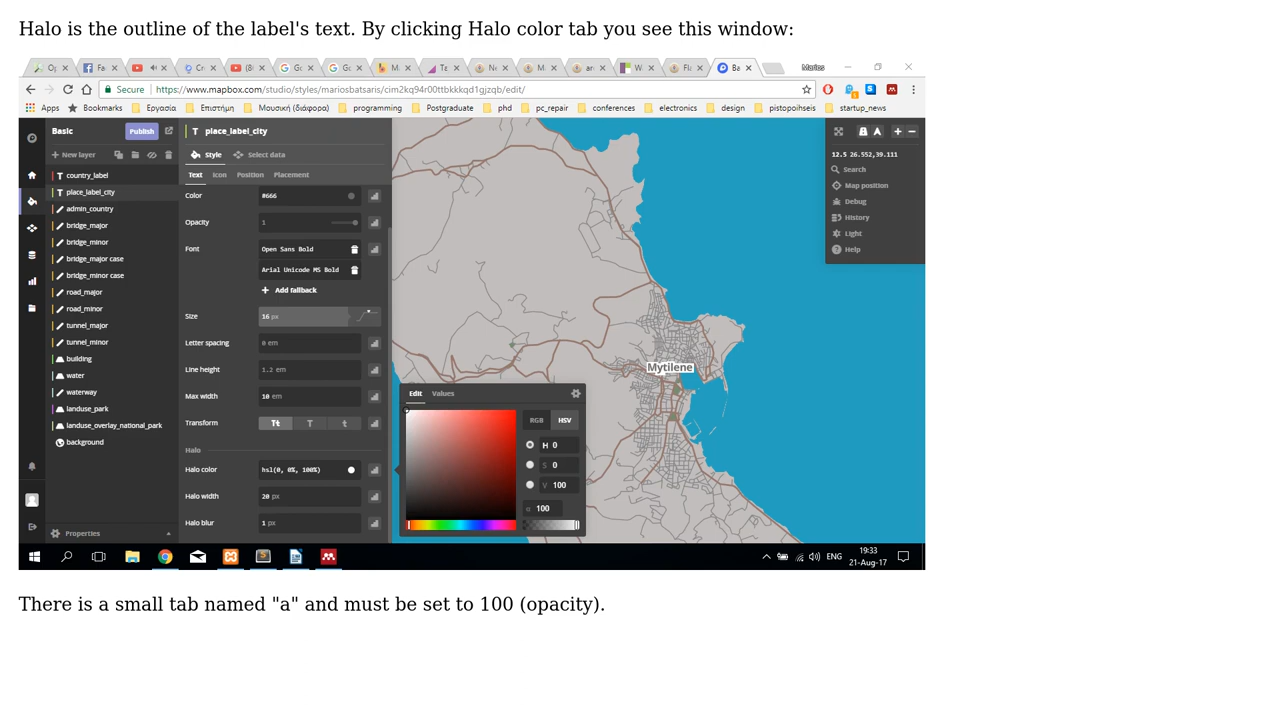 Halo is the outline of the label's text. By clicking Halo color tab you see this window:
Fa
(8
Cr
Ba
Marios
Secure https://www.mapbox.com/studio/styles/mariosbatsaris/cim2kq94r00ttbkkkqd1gjzqb/edit/
Apps Bookmarks Εργασία Επιστήμη Μουσική (διάφορα) programming Postgraduate phd pc_repair conferences electronics design pistopoihseis startup_news
Basic Publish
T place_label_city
New layer
Style Select data
Text Icon Position Placement
country_label
place_label_city
admin_country
bridge_major
bridge_minor
bridge_major case
bridge_minor case
road_major
road_minor
tunnel_major
tunnel_minor
building
water
waterway
landuse_park
landuse_overlay_national_park
background
Properties
Color #666
Opacity 1
Font Open Sans Bold
Arial Unicode MS Bold
+ Add fallback
Size 16 px
Letter spacing 0 em
Line height 1.2 em
Max width 10 em
Transform Tt T t
Halo
Halo color hsl(0, 0%, 100%)
Halo width 20 px
Halo blur 1 px
Edit Values
RGB HSV
H 0
S 0
V 100
α 100
Mytilene
12.5 26.552,39.111
Search
Map position
Debug
History
Light
Help
ENG
19:33
21-Aug-17
There is a small tab named "a" and must be set to 100 (opacity).